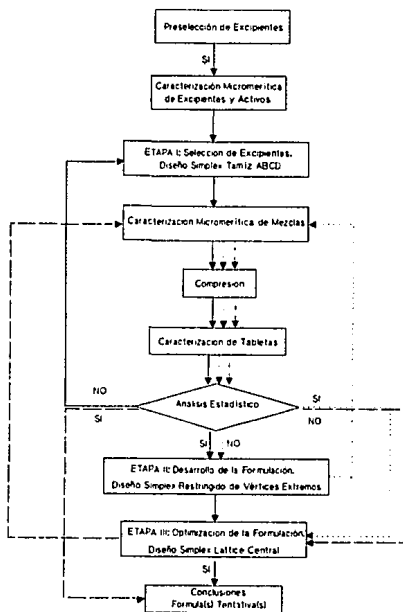 Preselección de Excipientes
SI
Caracterización Micromerítica
de Excipientes y Activos
ETAPA I: Selección de Excipientes.
Diseño Simplex Tamiz ABCD
Caracterización Micromerítica de Mezclas
Compresión
Caracterización de Tabletas
NO
SI
Análisis Estadístico
SI
NO
SI
NO
ETAPA II: Desarrollo de la Formulación.
Diseño Simplex Restringido de Vértices Extremos
ETAPA III: Optimización de la Formulación.
Diseño Simplex Lattice Central
SI
Conclusiones
Fórmula(s) Tentativa(s)